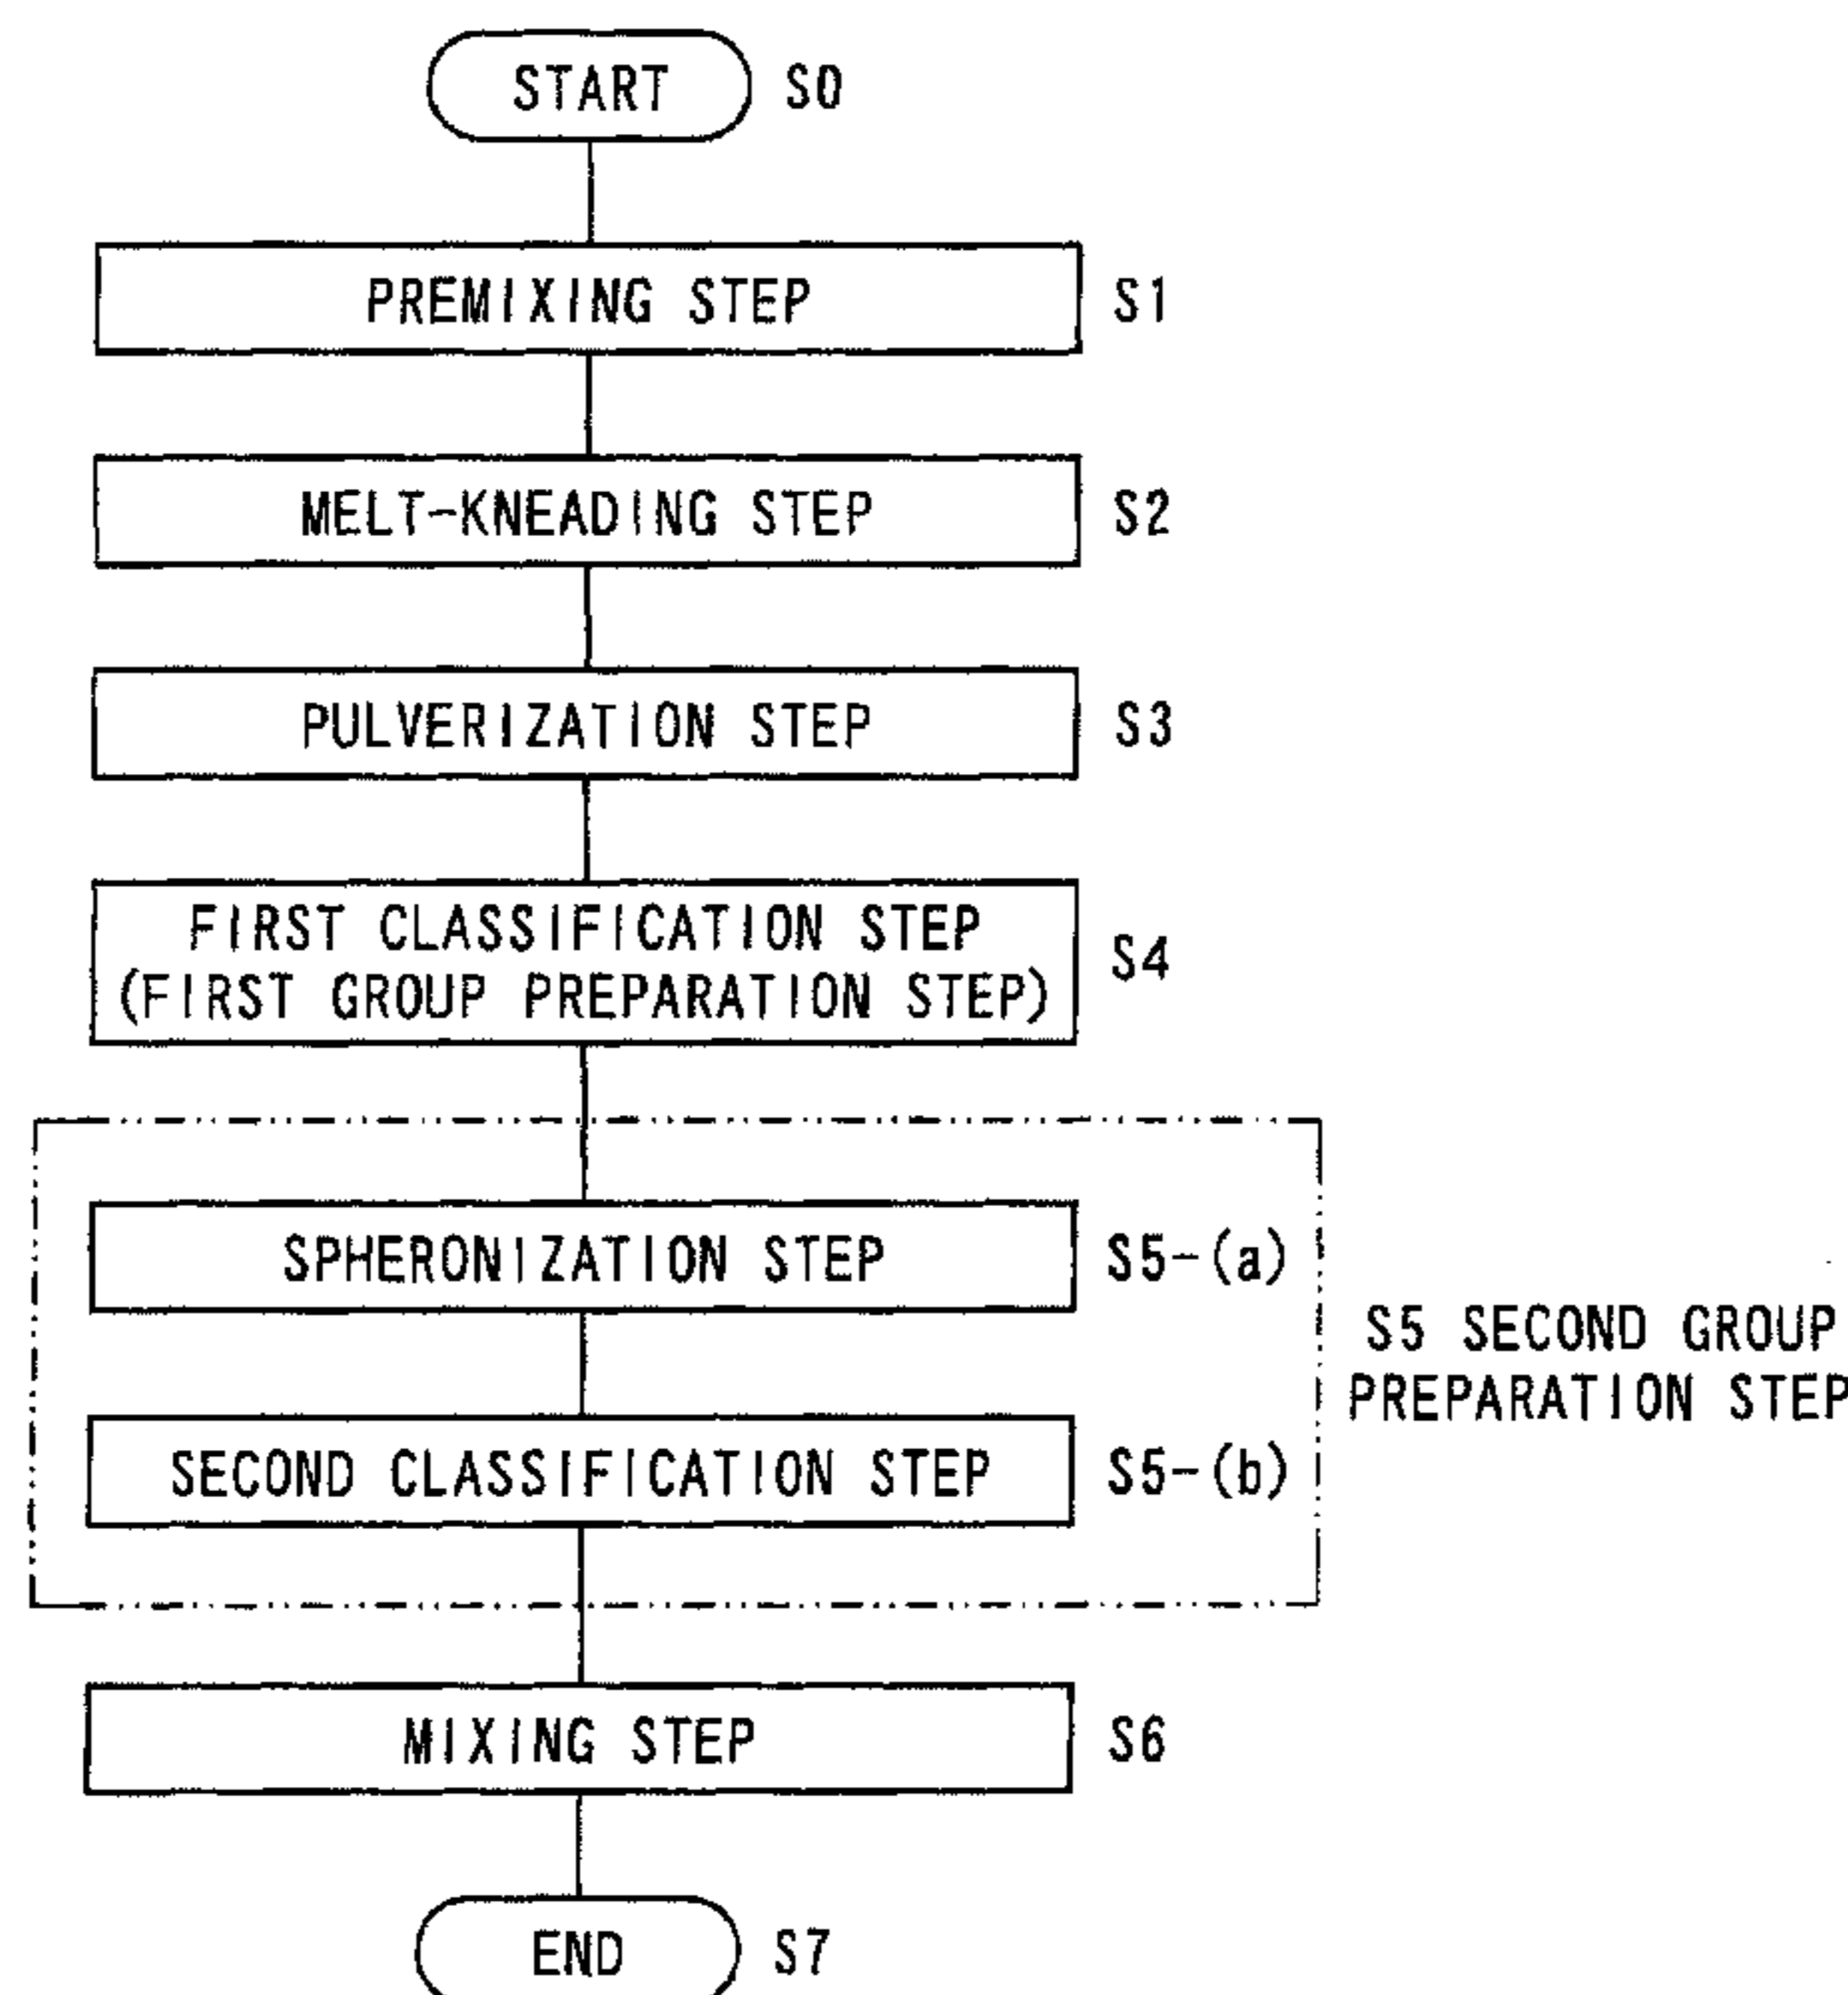 START S0
PREMIXING STEP S1
MELT-KNEADING STEP S2
PULVERIZATION STEP S3
FIRST CLASSIFICATION STEP
(FIRST GROUP PREPARATION STEP) S4
SPHERONIZATION STEP S5-(a)
S5 SECOND GROUP
PREPARATION STEP
SECOND CLASSIFICATION STEP S5-(b)
MIXING STEP S6
END S7